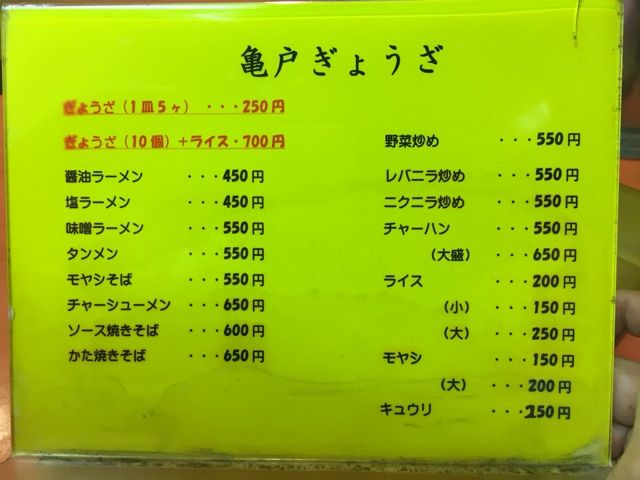 亀戸ぎょうざ
ぎょうざ（1皿5ヶ）・・・250円
ぎょうざ（10個）＋ライス・700円
醤油ラーメン ・・・450円
塩ラーメン ・・・450円
味噌ラーメン ・・・550円
タンメン ・・・550円
モヤシそば ・・・550円
チャーシューメン ・・・650円
ソース焼きそば ・・・600円
かた焼きそば ・・・650円
野菜炒め ・・・550円
レバニラ炒め ・・・550円
ニクニラ炒め ・・・550円
チャーハン ・・・550円
（大盛） ・・・650円
ライス ・・・200円
（小） ・・・150円
（大） ・・・250円
モヤシ ・・・150円
（大） ・・・200円
キュウリ ・・・250円